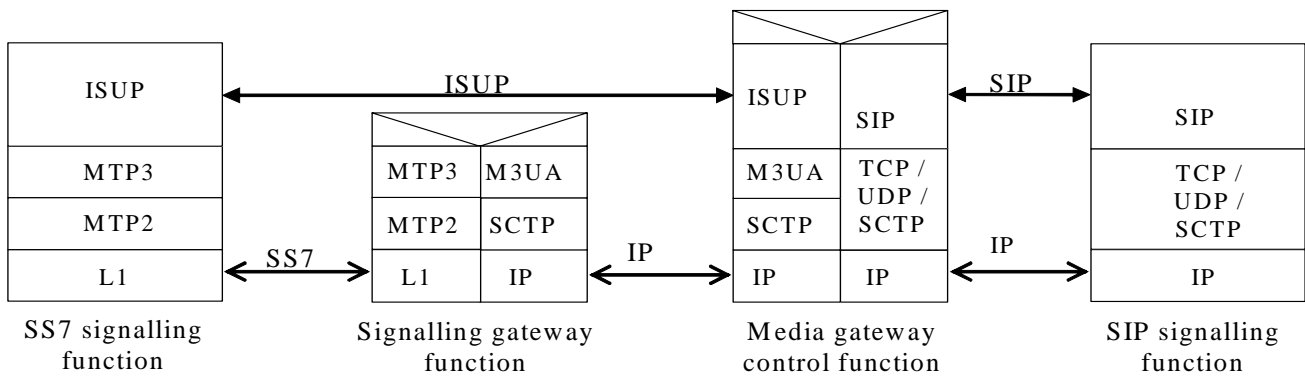 ISUP
MTP3
MTP2
L1
SS7 signalling
function
ISUP
SS7
MTP3
M3UA
MTP2
SCTP
L1
IP
Signalling gateway
function
IP
ISUP
SIP
M3UA
SCTP
TCP /
UDP /
SCTP
IP
IP
Media gateway
control function
SIP
IP
SIP
TCP /
UDP /
SCTP
IP
SIP signalling
function